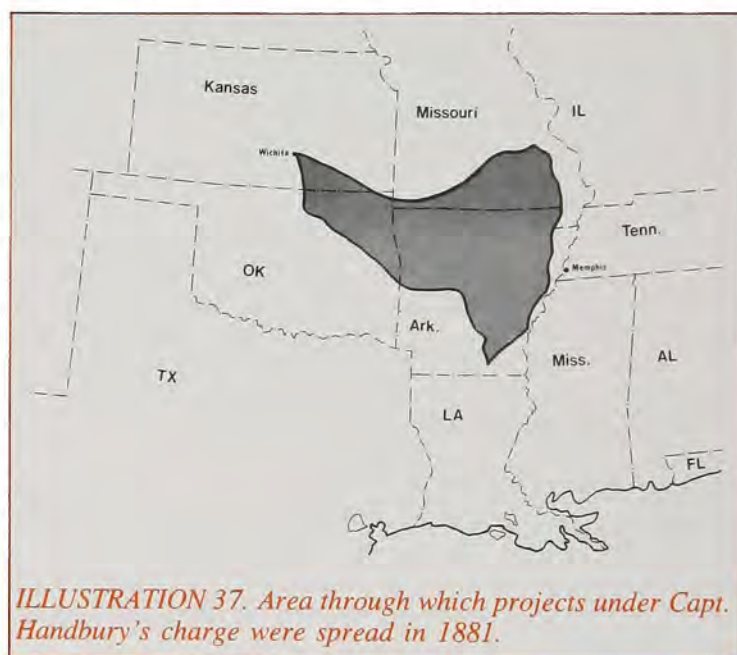 Kansas
Missouri
IL
Wichita
Tenn.
Memphis
OK
Ark.
Miss.
AL
TX
LA
FL
ILLUSTRATION 37. Area through which projects under Capt.
Handbury's charge were spread in 1881.